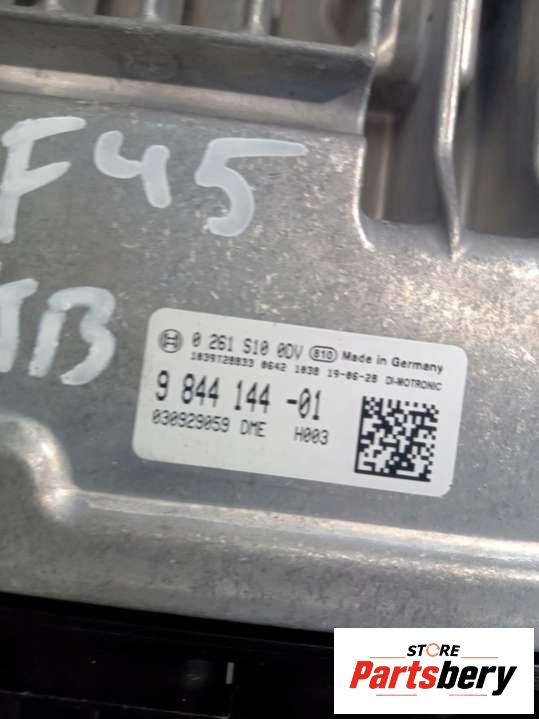 F45
B
0 261 S10 0DV 810 Made in Germany
1039T28833 0642 1038 19-06-28 DI-MOTRONIC
9 844 144 -01
030929059 DME H003
STORE
Partsbery